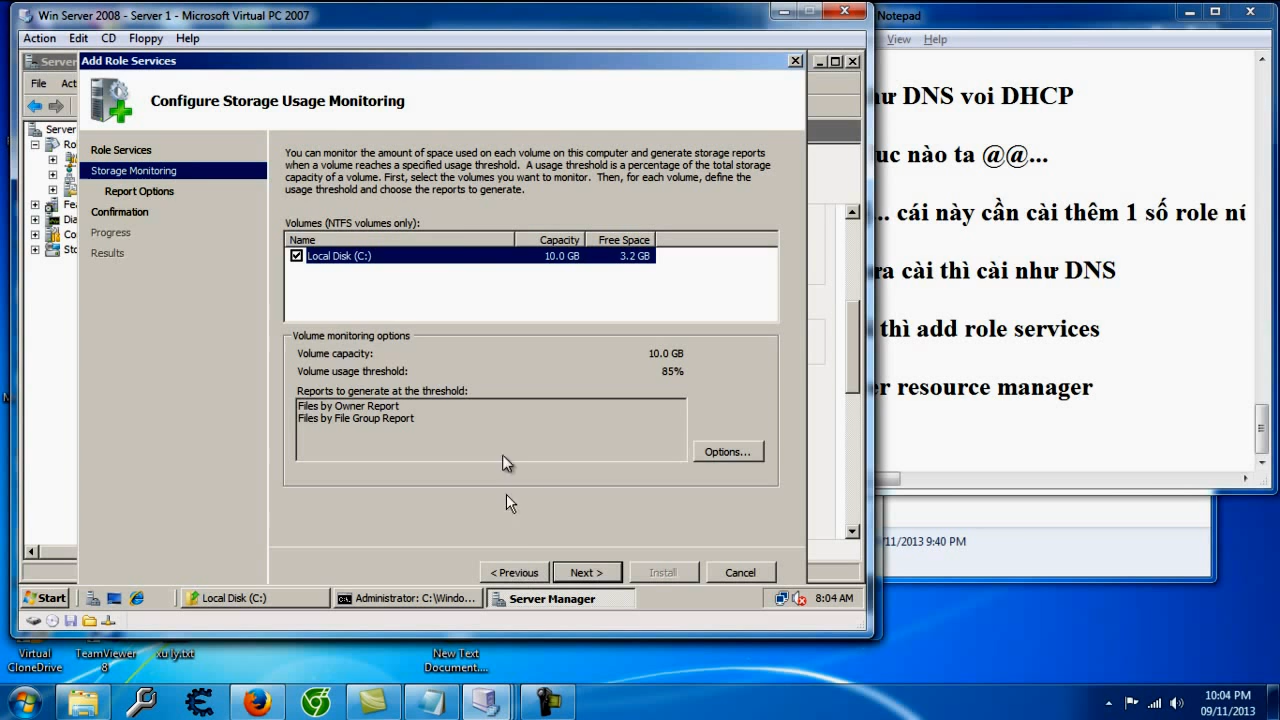 Win Server 2008 - Server 1 - Microsoft Virtual PC 2007
Action Edit CD Floppy Help
Server
File
Server
Add Role Services
Configure Storage Usage Monitoring
Role Services
Storage Monitoring
Report Options
Confirmation
Progress
Results
You can monitor the amount of space used on each volume on this computer and generate storage reports
when a volume reaches a specified usage threshold. A usage threshold is a percentage of the total storage
capacity of a volume. First, select the volumes you want to monitor. Then, for each volume, define the
usage threshold and choose the reports to generate.
Volumes (NTFS volumes only):
Name Capacity Free Space
Local Disk (C:) 10.0 GB 3.2 GB
Volume monitoring options
Volume capacity: 10.0 GB
Volume usage threshold: 85%
Reports to generate at the threshold:
Files by Owner Report
Files by File Group Report
Options...
< Previous Next > Install Cancel
Start Local Disk (C:) Administrator: C:\Windo... Server Manager 8:04 AM
Notepad
View Help
DNS voi DHCP
nào ta @@...
... cái này cần cài thêm 1 số role
cài thì cài như DNS
thì add role services
resource manager
/11/2013 9:40 PM
Virtual
CloneDrive
TeamViewer
8
xu ly.txt
New Text
Document....
10:04 PM
09/11/2013